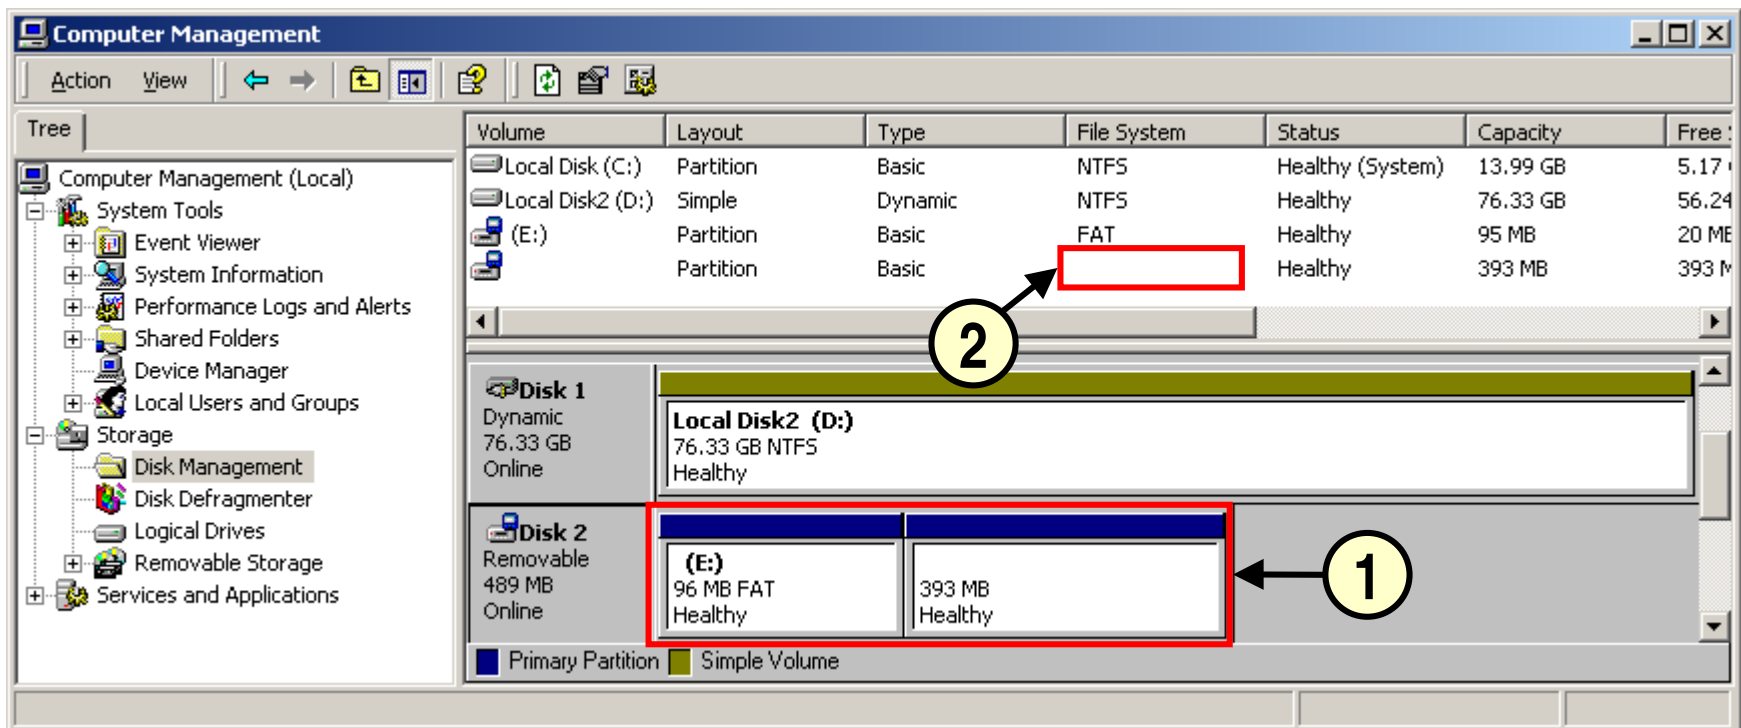 Computer Management
Action View
Tree
Computer Management (Local)
System Tools
Event Viewer
System Information
Performance Logs and Alerts
Shared Folders
Device Manager
Local Users and Groups
Storage
Disk Management
Disk Defragmenter
Logical Drives
Removable Storage
Services and Applications
Volume Layout Type File System Status Capacity Free
Local Disk (C:) Partition Basic NTFS Healthy (System) 13.99 GB 5.17
Local Disk2 (D:) Simple Dynamic NTFS Healthy 76.33 GB 56.24
(E:) Partition Basic FAT Healthy 95 MB 20 MB
Partition Basic Healthy 393 MB 393 M
2
Disk 1
Dynamic
76.33 GB
Online
Local Disk2 (D:)
76.33 GB NTFS
Healthy
Disk 2
Removable
489 MB
Online
(E:)
96 MB FAT
Healthy
393 MB
Healthy
1
Primary Partition Simple Volume